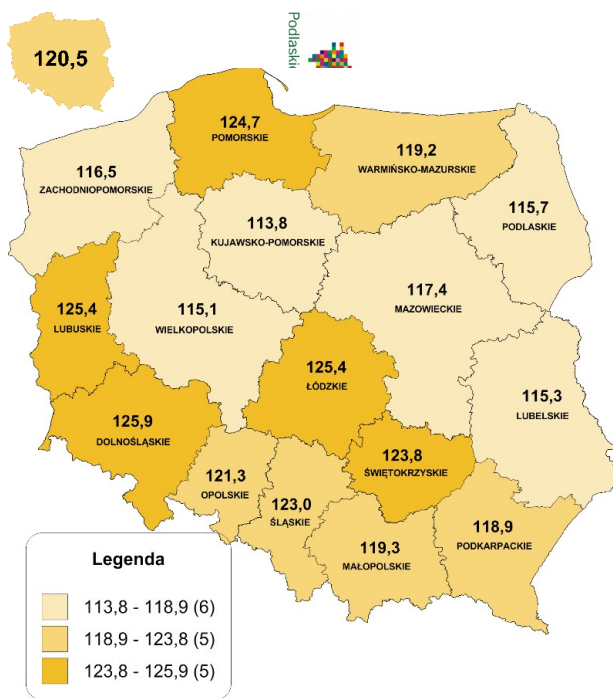 120,5
Podlaski
124,7
POMORSKIE
119,2
WARMIŃSKO-MAZURSKIE
116,5
ZACHODNIOPOMORSKIE
113,8
KUJAWSKO-POMORSKIE
115,7
PODLASKIE
117,4
MAZOWIECKIE
125,4
LUBUSKIE
115,1
WIELKOPOLSKIE
125,4
ŁÓDZKIE
115,3
LUBELSKIE
125,9
DOLNOŚLĄSKIE
123,8
ŚWIĘTOKRZYSKIE
121,3
OPOLSKIE
123,0
ŚLĄSKIE
118,9
PODKARPACKIE
119,3
MAŁOPOLSKIE
Legenda
113,8 - 118,9 (6)
118,9 - 123,8 (5)
123,8 - 125,9 (5)